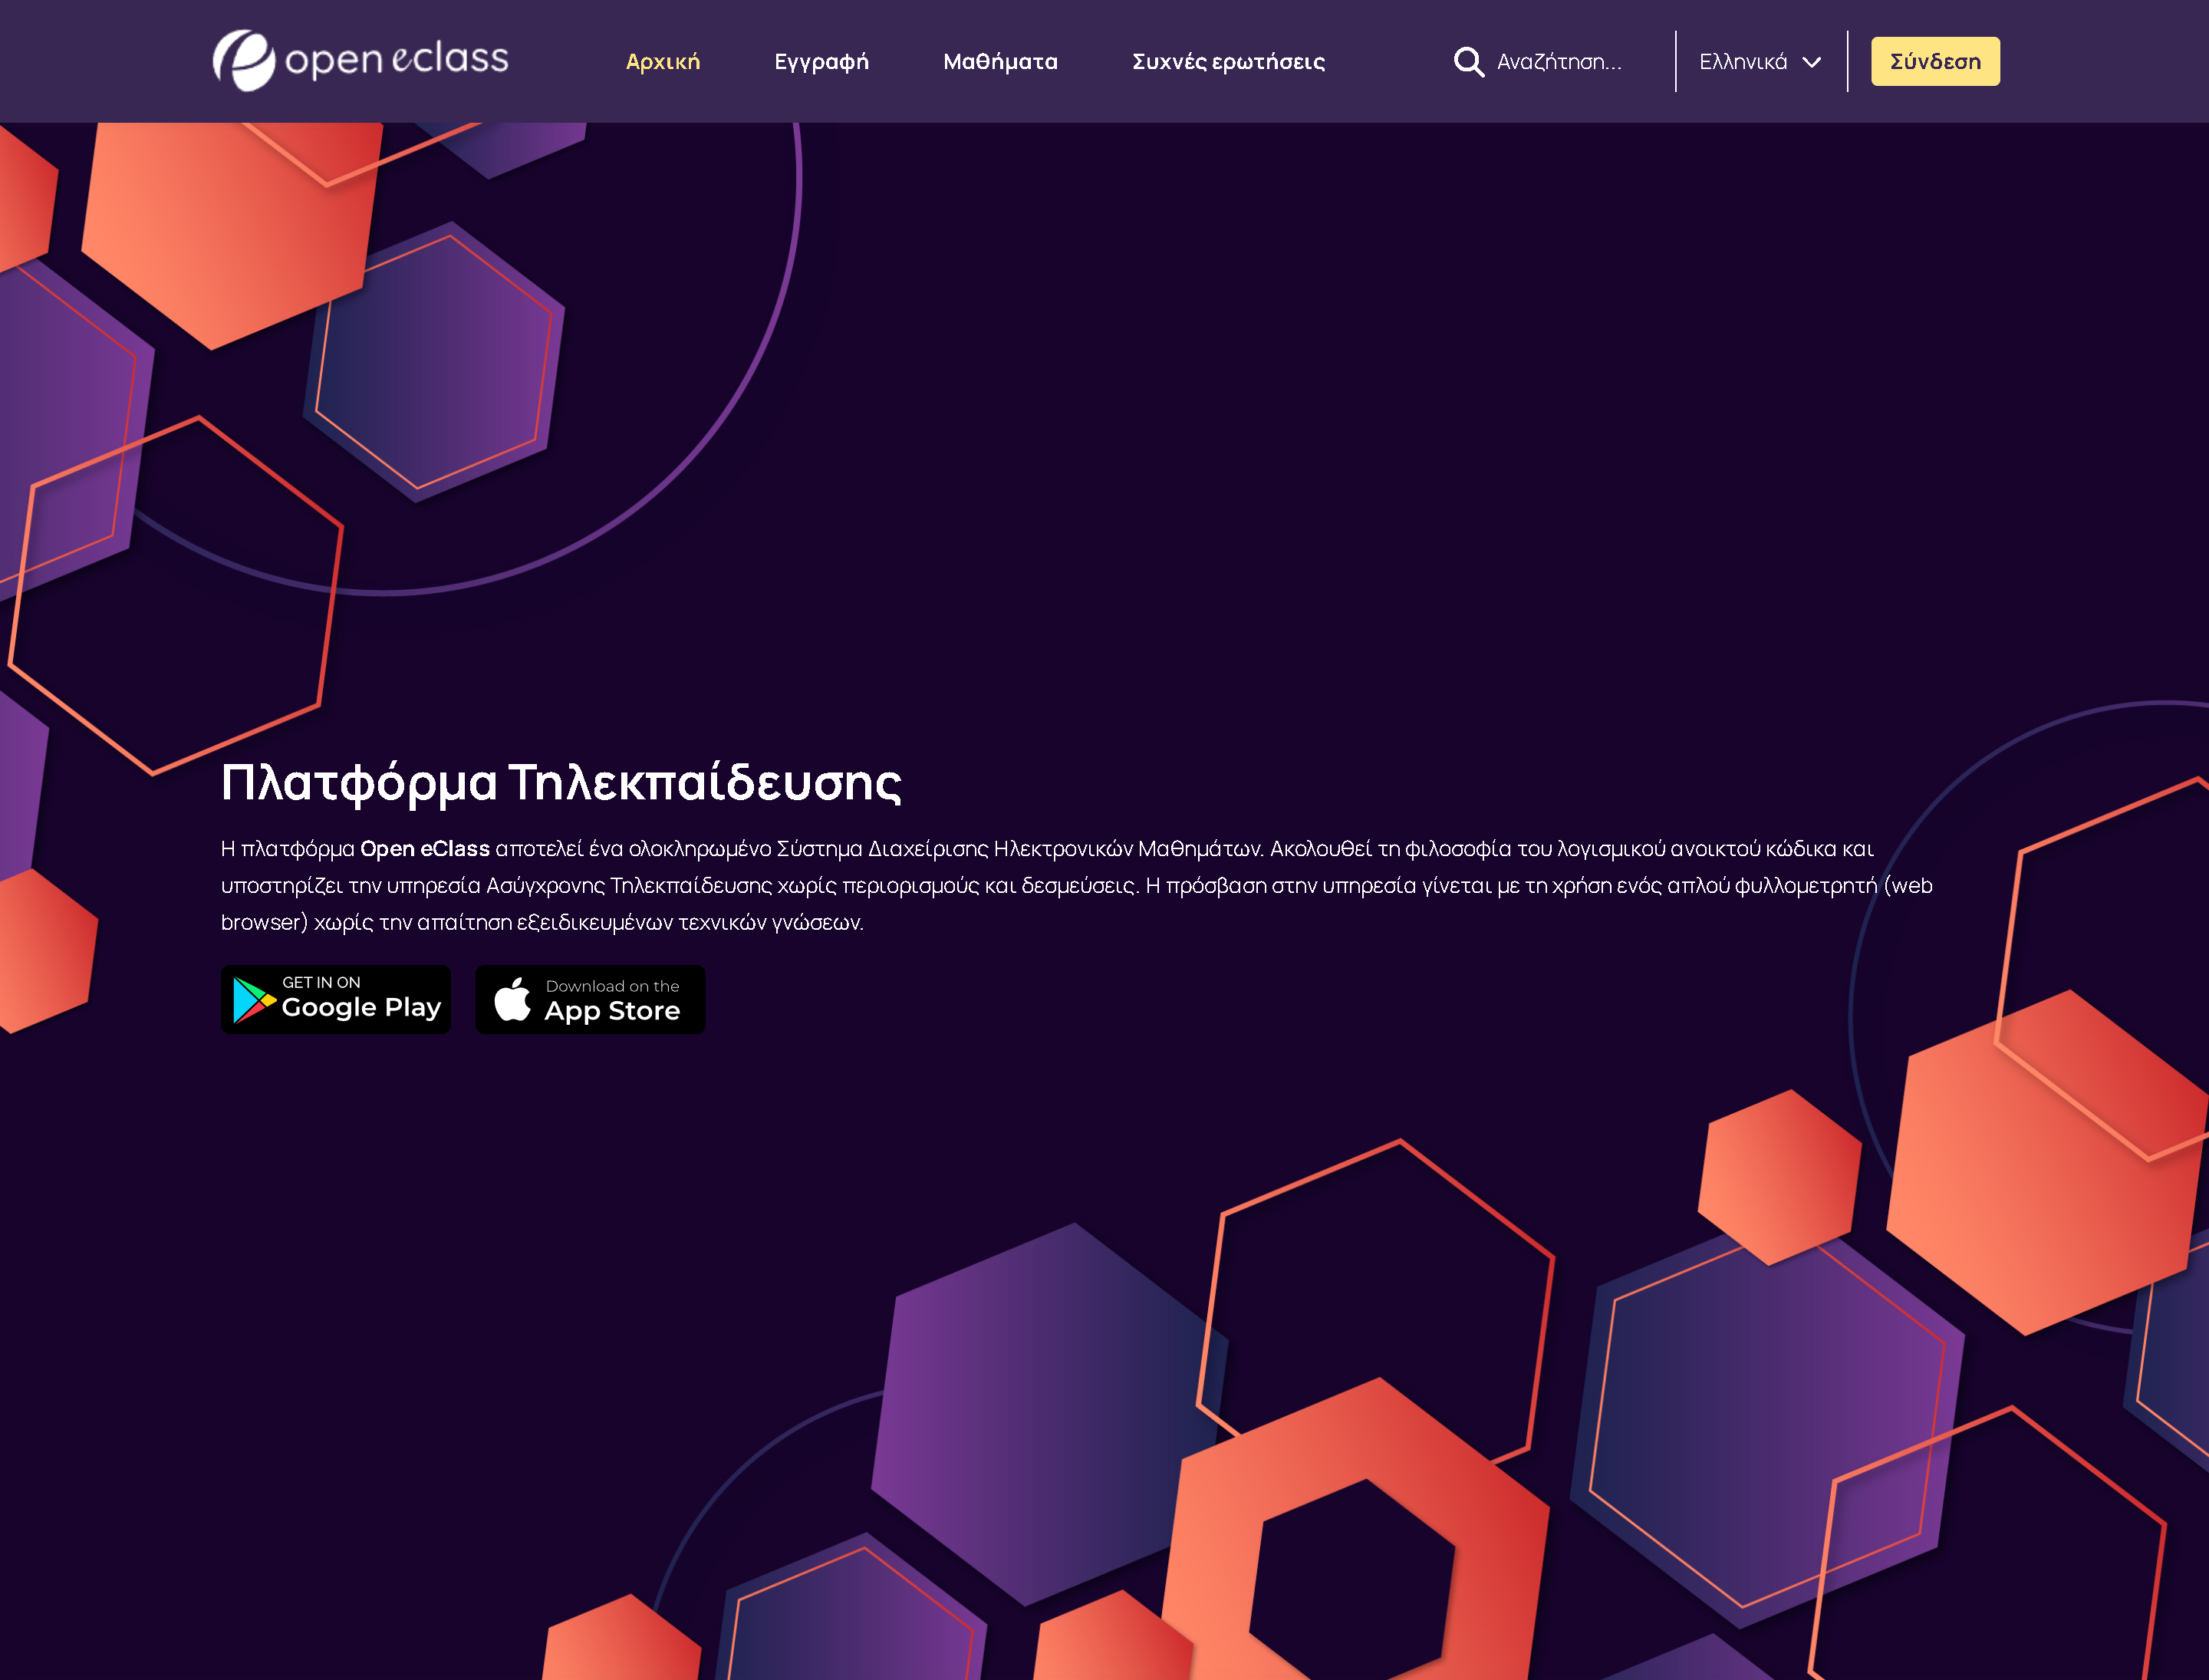 open eclass
Αρχική
Εγγραφή
Μαθήματα
Συχνές ερωτήσεις
Αναζήτηση...
Ελληνικά
Σύνδεση
Πλατφόρμα Τηλεκπαίδευσης
Η πλατφόρμα Open eClass αποτελεί ένα ολοκληρωμένο Σύστημα Διαχείρισης Ηλεκτρονικών Μαθημάτων. Ακολουθεί τη φιλοσοφία του λογισμικού ανοικτού κώδικα και
υποστηρίζει την υπηρεσία Ασύγχρονης Τηλεκπαίδευσης χωρίς περιορισμούς και δεσμεύσεις. Η πρόσβαση στην υπηρεσία γίνεται με τη χρήση ενός απλού φυλλομετρητή (web
browser) χωρίς την απαίτηση εξειδικευμένων τεχνικών γνώσεων.
GET IN ON
Google Play
Download on the
App Store